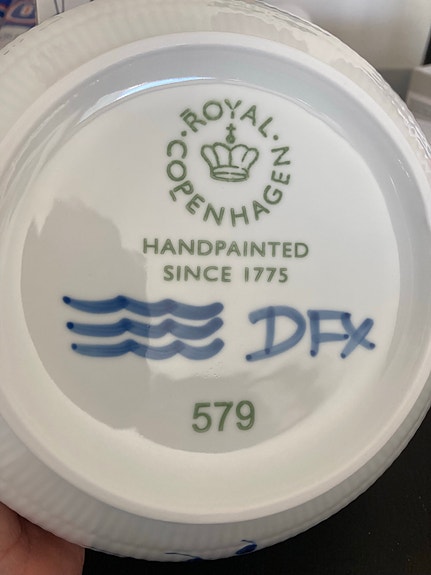 ROYAL
COPENHAGEN
HANDPAINTED
SINCE 1775
DFX
579